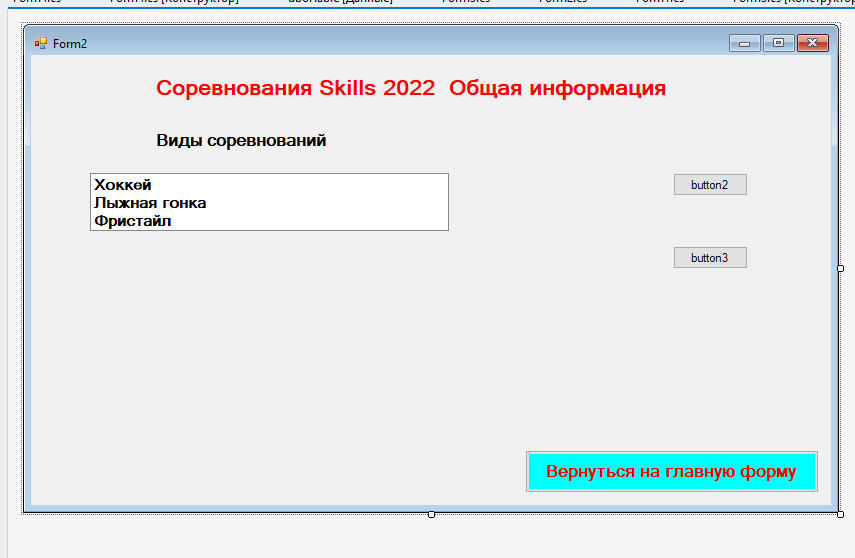 Form2
Соревнования Skills 2022 Общая информация
Виды соревнований
Хоккей
Лыжная гонка
Фристайл
button2
button3
Вернуться на главную форму